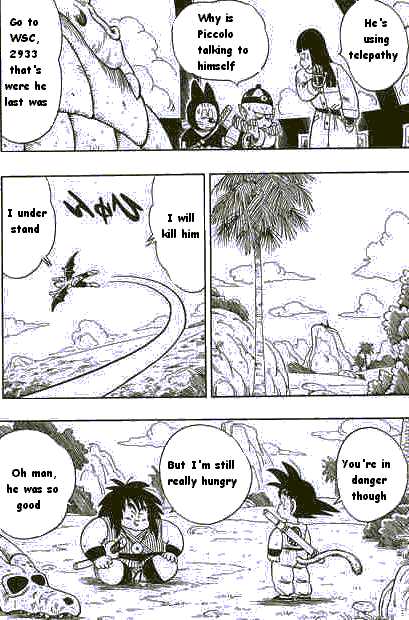 He's
using
telepathy
Why is
Piccolo
talking to
himself
Go to
WSC,
2933
that's
were he
last was
I will
kill him
I under
stand
You're in
danger
though
But I'm still
really hungry
Oh man,
he was so
good